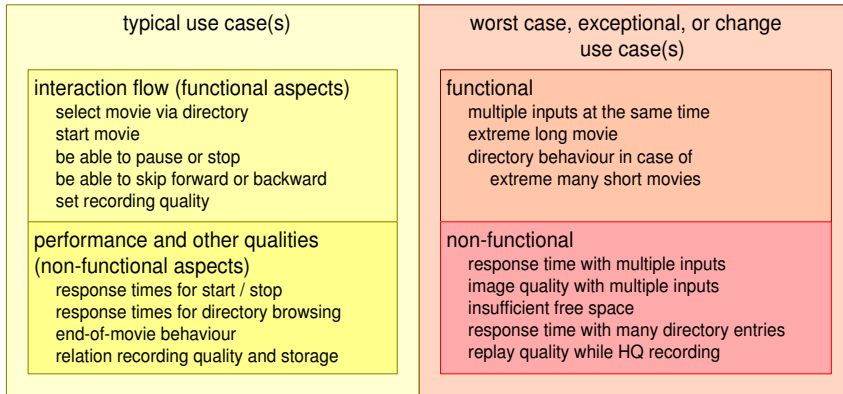 typical use case(s)
interaction flow (functional aspects)
select movie via directory
start movie
be able to pause or stop
be able to skip forward or backward
set recording quality
performance and other qualities
(non-functional aspects)
response times for start / stop
response times for directory browsing
end-of-movie behaviour
relation recording quality and storage
worst case, exceptional, or change
use case(s)
functional
multiple inputs at the same time
extreme long movie
directory behaviour in case of
extreme many short movies
non-functional
response time with multiple inputs
image quality with multiple inputs
insufficient free space
response time with many directory entries
replay quality while HQ recording